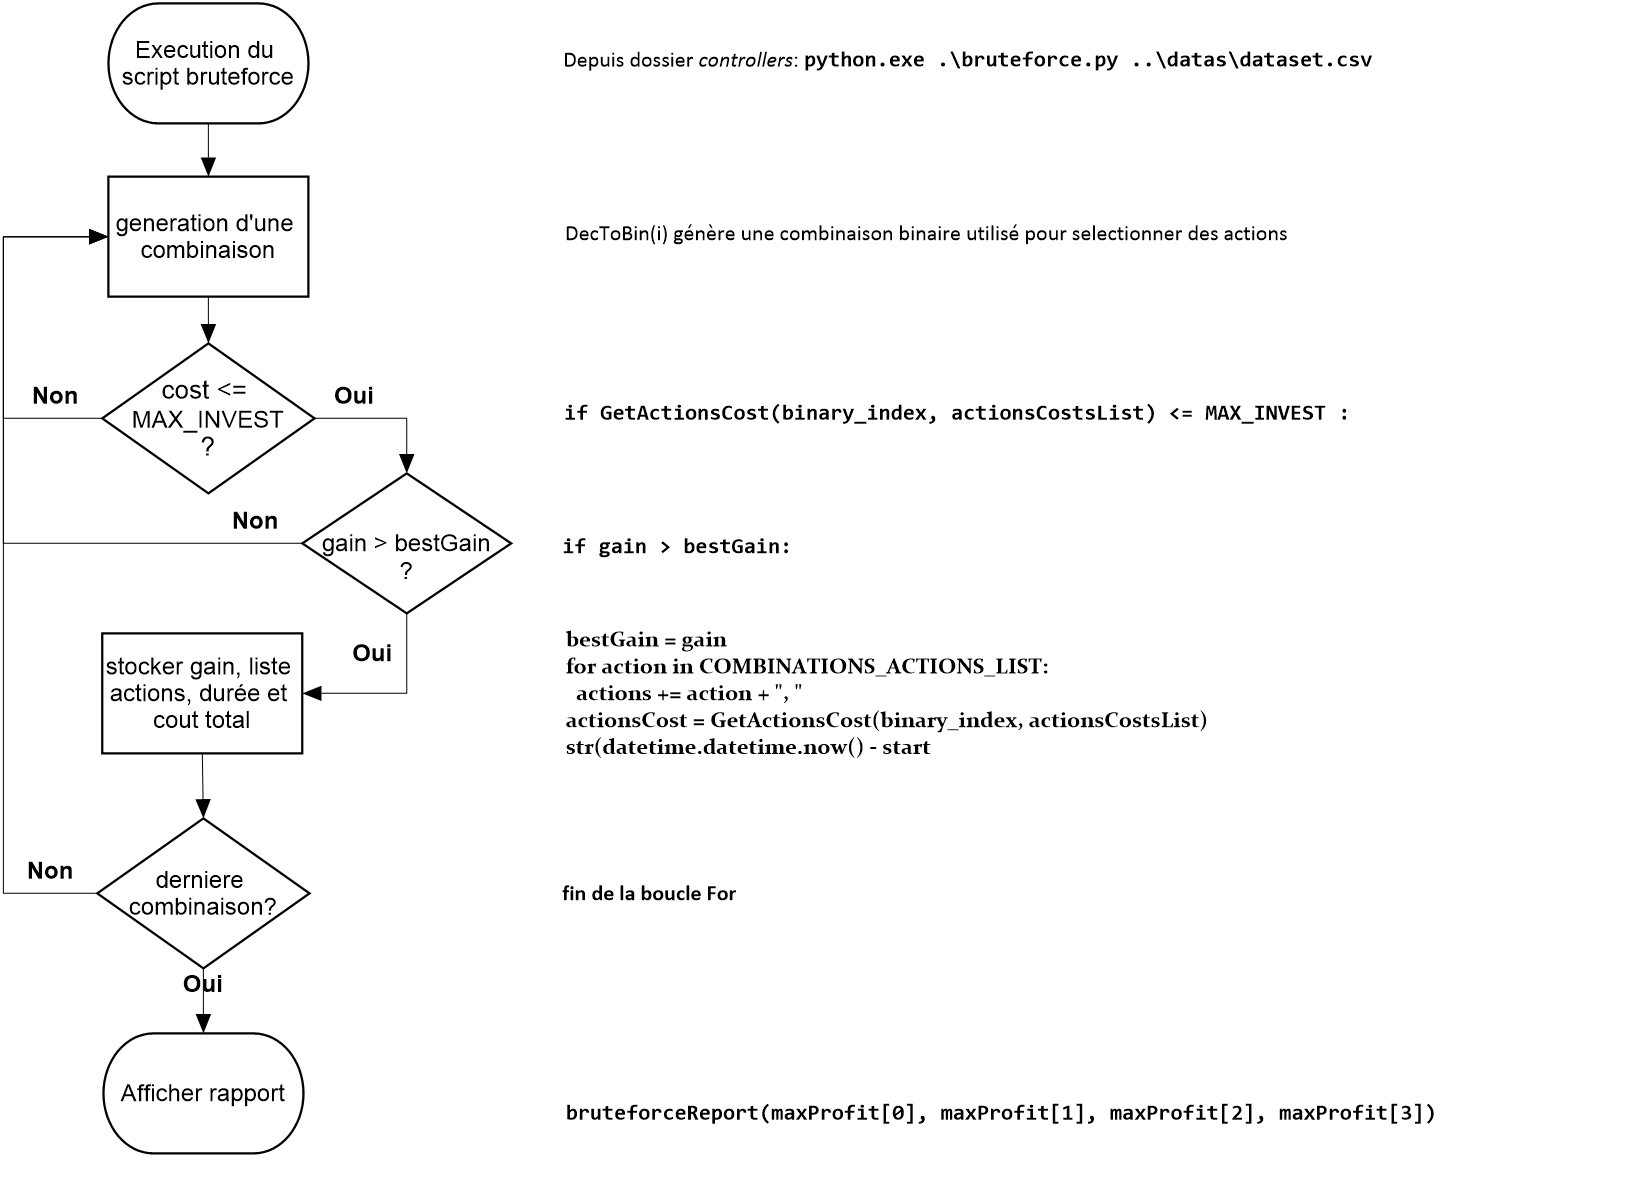 Execution du
script bruteforce
Depuis dossier controllers: python.exe .\bruteforce.py ..\datas\dataset.csv
generation d'une
combinaison
DecToBin(i) génère une combinaison binaire utilisé pour selectionner des actions
cost <=
MAX_INVEST
?
Non
Oui
if GetActionsCost(binary_index, actionsCostsList) <= MAX_INVEST :
Non
gain > bestGain
?
if gain > bestGain:
Oui
stocker gain, liste
actions, durée et
cout total
bestGain = gain
for action in COMBINATIONS_ACTIONS_LIST:
actions += action + ", "
actionsCost = GetActionsCost(binary_index, actionsCostsList)
str(datetime.datetime.now() - start
Non
derniere
combinaison?
fin de la boucle For
Oui
Afficher rapport
bruteforceReport(maxProfit[0], maxProfit[1], maxProfit[2], maxProfit[3])